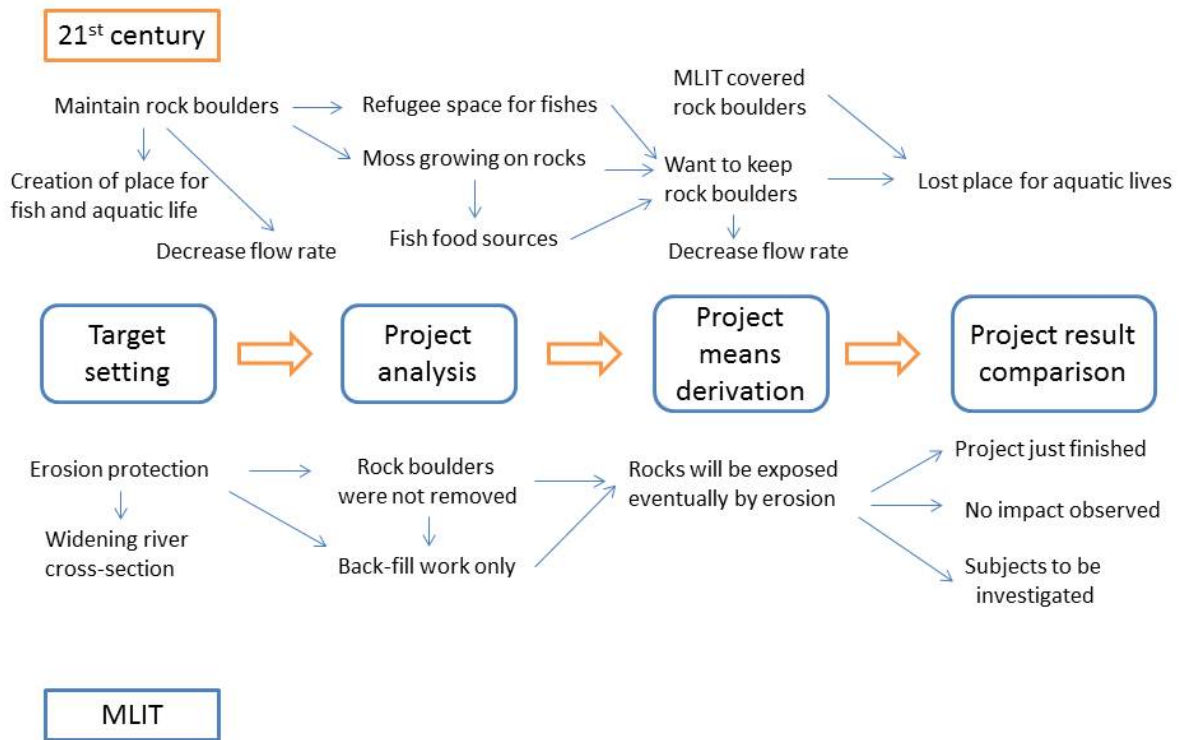 21st century
Maintain rock boulders
Refugee space for fishes
MLIT covered
rock boulders
Moss growing on rocks
Want to keep
rock boulders
Lost place for aquatic lives
Creation of place for
fish and aquatic life
Decrease flow rate
Fish food sources
Decrease flow rate
Target
setting
Project
analysis
Project
means
derivation
Project result
comparison
Erosion protection
Rock boulders
were not removed
Rocks will be exposed
eventually by erosion
Project just finished
No impact observed
Widening river
cross-section
Back-fill work only
Subjects to be
investigated
MLIT